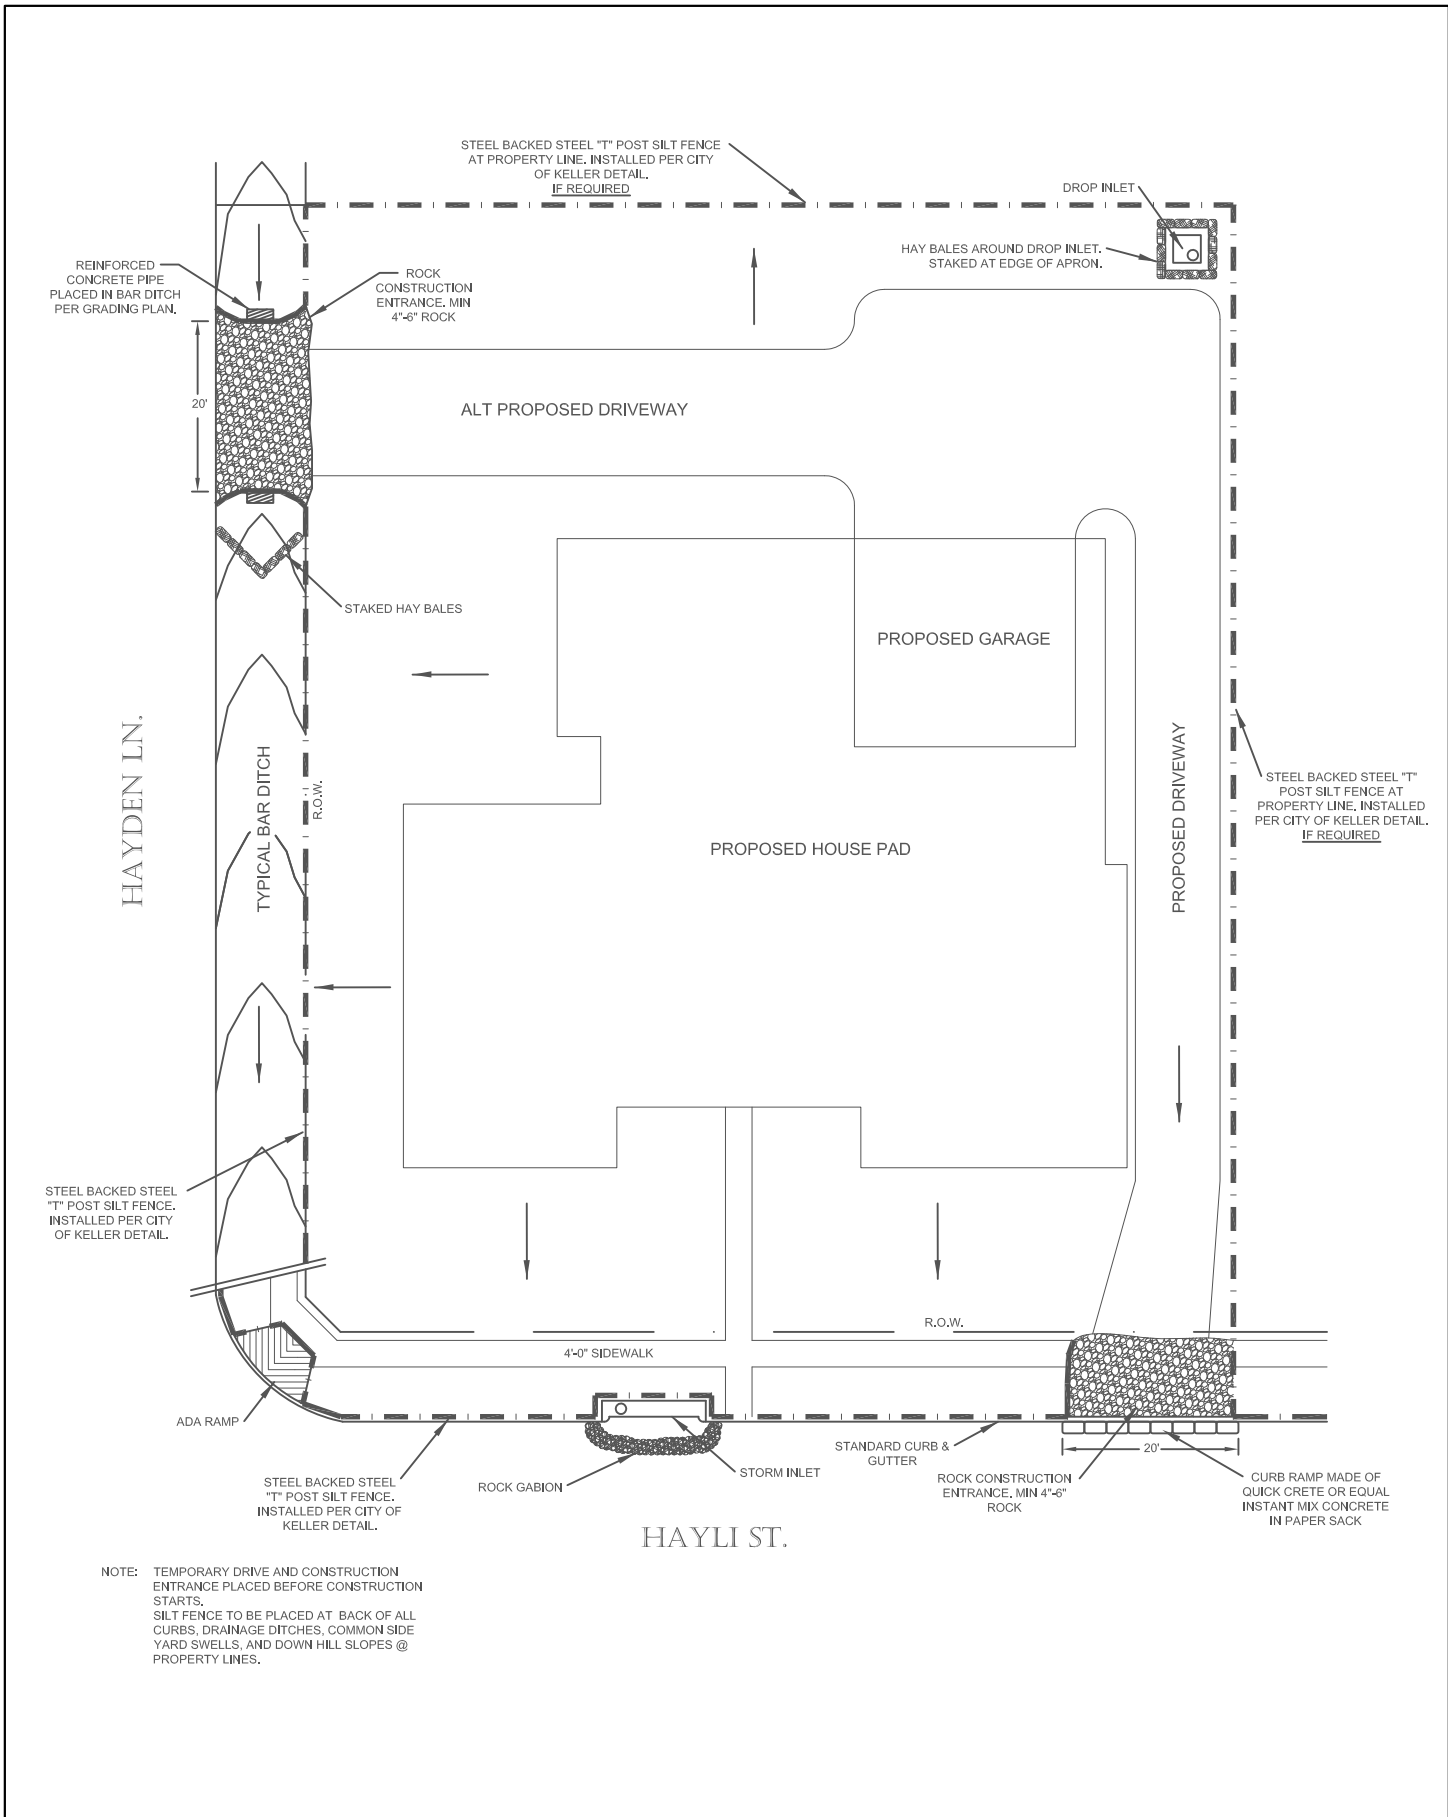 STEEL BACKED STEEL "T" POST SILT FENCE
AT PROPERTY LINE. INSTALLED PER CITY
OF KELLER DETAIL.
IF REQUIRED
DROP INLET
HAY BALES AROUND DROP INLET.
STAKED AT EDGE OF APRON.
REINFORCED
CONCRETE PIPE
PLACED IN BAR DITCH
PER GRADING PLAN.
ROCK
CONSTRUCTION
ENTRANCE. MIN
4"-6" ROCK
20'
ALT PROPOSED DRIVEWAY
STAKED HAY BALES
PROPOSED GARAGE
HAYDEN LN.
TYPICAL BAR DITCH
R.O.W.
PROPOSED HOUSE PAD
PROPOSED DRIVEWAY
STEEL BACKED STEEL "T"
POST SILT FENCE AT
PROPERTY LINE. INSTALLED
PER CITY OF KELLER DETAIL.
IF REQUIRED
STEEL BACKED STEEL
"T" POST SILT FENCE.
INSTALLED PER CITY
OF KELLER DETAIL.
R.O.W.
4'-0" SIDEWALK
ADA RAMP
STEEL BACKED STEEL
"T" POST SILT FENCE.
INSTALLED PER CITY OF
KELLER DETAIL.
ROCK GABION
STORM INLET
STANDARD CURB &
GUTTER
20'
ROCK CONSTRUCTION
ENTRANCE. MIN 4"-6"
ROCK
CURB RAMP MADE OF
QUICK CRETE OR EQUAL
INSTANT MIX CONCRETE
IN PAPER SACK
HAYLI ST.
NOTE: TEMPORARY DRIVE AND CONSTRUCTION
ENTRANCE PLACED BEFORE CONSTRUCTION
STARTS.
SILT FENCE TO BE PLACED AT BACK OF ALL
CURBS, DRAINAGE DITCHES, COMMON SIDE
YARD SWELLS, AND DOWN HILL SLOPES @
PROPERTY LINES.